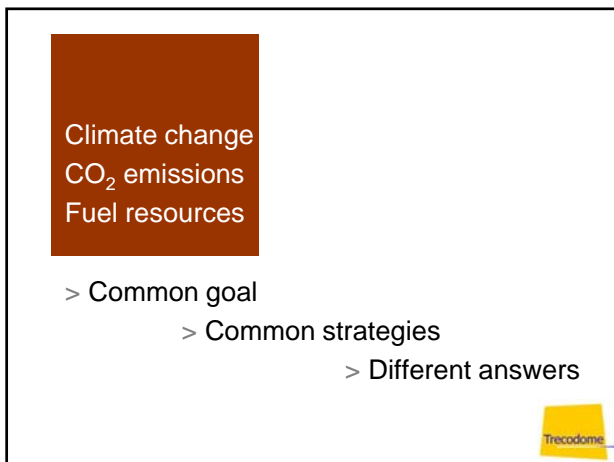 Climate change
CO₂ emissions
Fuel resources
> Common goal
> Common strategies
> Different answers
Trecodome